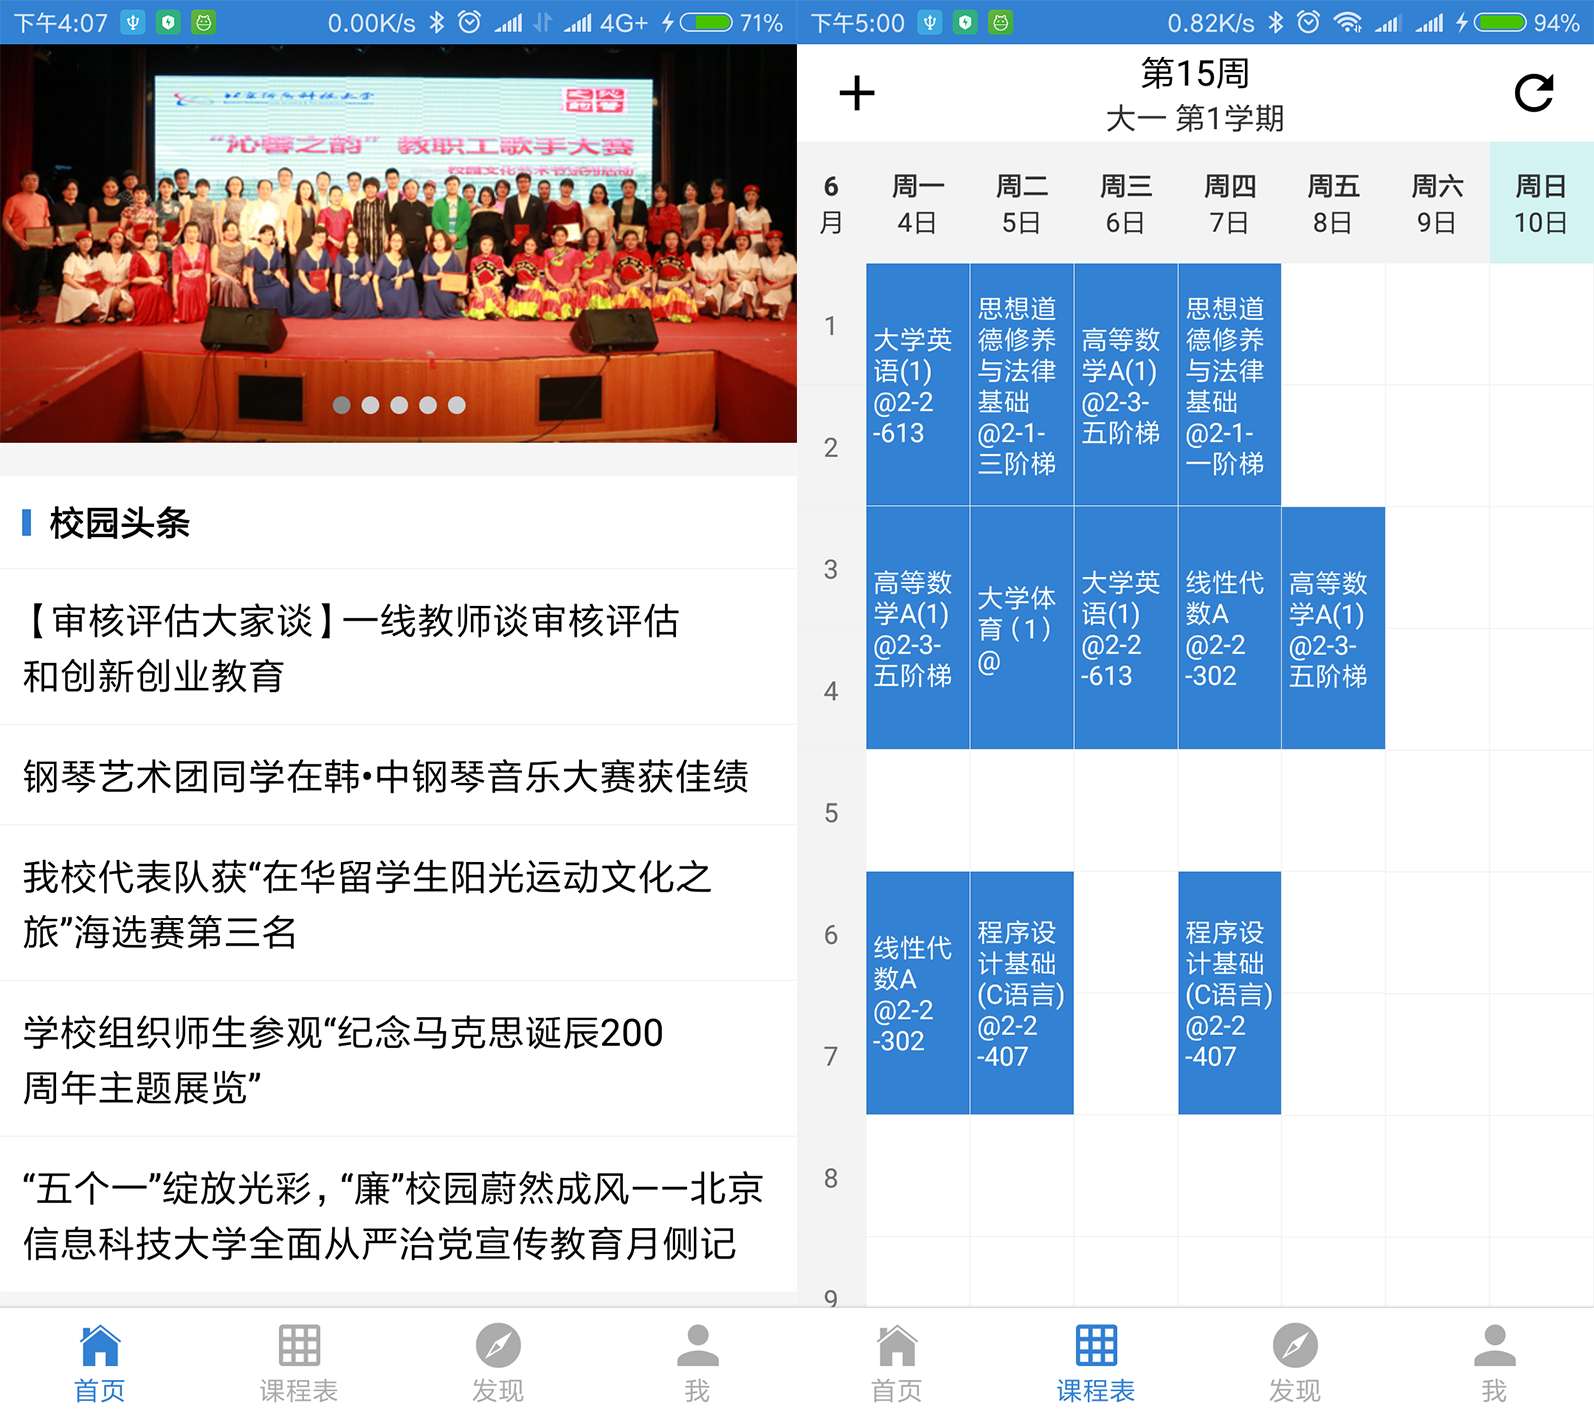 下午4:07
0.00K/s
4G+
71%
北京信息科技大学
“沁馨之韵”教职工歌手大赛
校园文化艺术节系列活动
校园头条
【审核评估大家谈】一线教师谈审核评估
和创新创业教育
钢琴艺术团同学在韩•中钢琴音乐大赛获佳绩
我校代表队获“在华留学生阳光运动文化之
旅”海选赛第三名
学校组织师生参观“纪念马克思诞辰200
周年主题展览”
“五个一”绽放光彩，“廉”校园蔚然成风——北京
信息科技大学全面从严治党宣传教育月侧记
首页
课程表
发现
我
下午5:00
0.82K/s
94%
第15周
大一 第1学期
6
月
周一
4日
周二
5日
周三
6日
周四
7日
周五
8日
周六
9日
周日
10日
1
2
3
4
5
6
7
8
9
大学英
语(1)
@2-2
-613
思想道
德修养
与法律
基础
@2-1-
三阶梯
高等数
学A(1)
@2-3-
五阶梯
思想道
德修养
与法律
基础
@2-1-
一阶梯
高等数
学A(1)
@2-3-
五阶梯
大学体
育（1）
@
大学英
语(1)
@2-2
-613
线性代
数A
@2-2
-302
高等数
学A(1)
@2-3-
五阶梯
线性代
数A
@2-2
-302
程序设
计基础
(C语言)
@2-2
-407
程序设
计基础
(C语言)
@2-2
-407
首页
课程表
发现
我